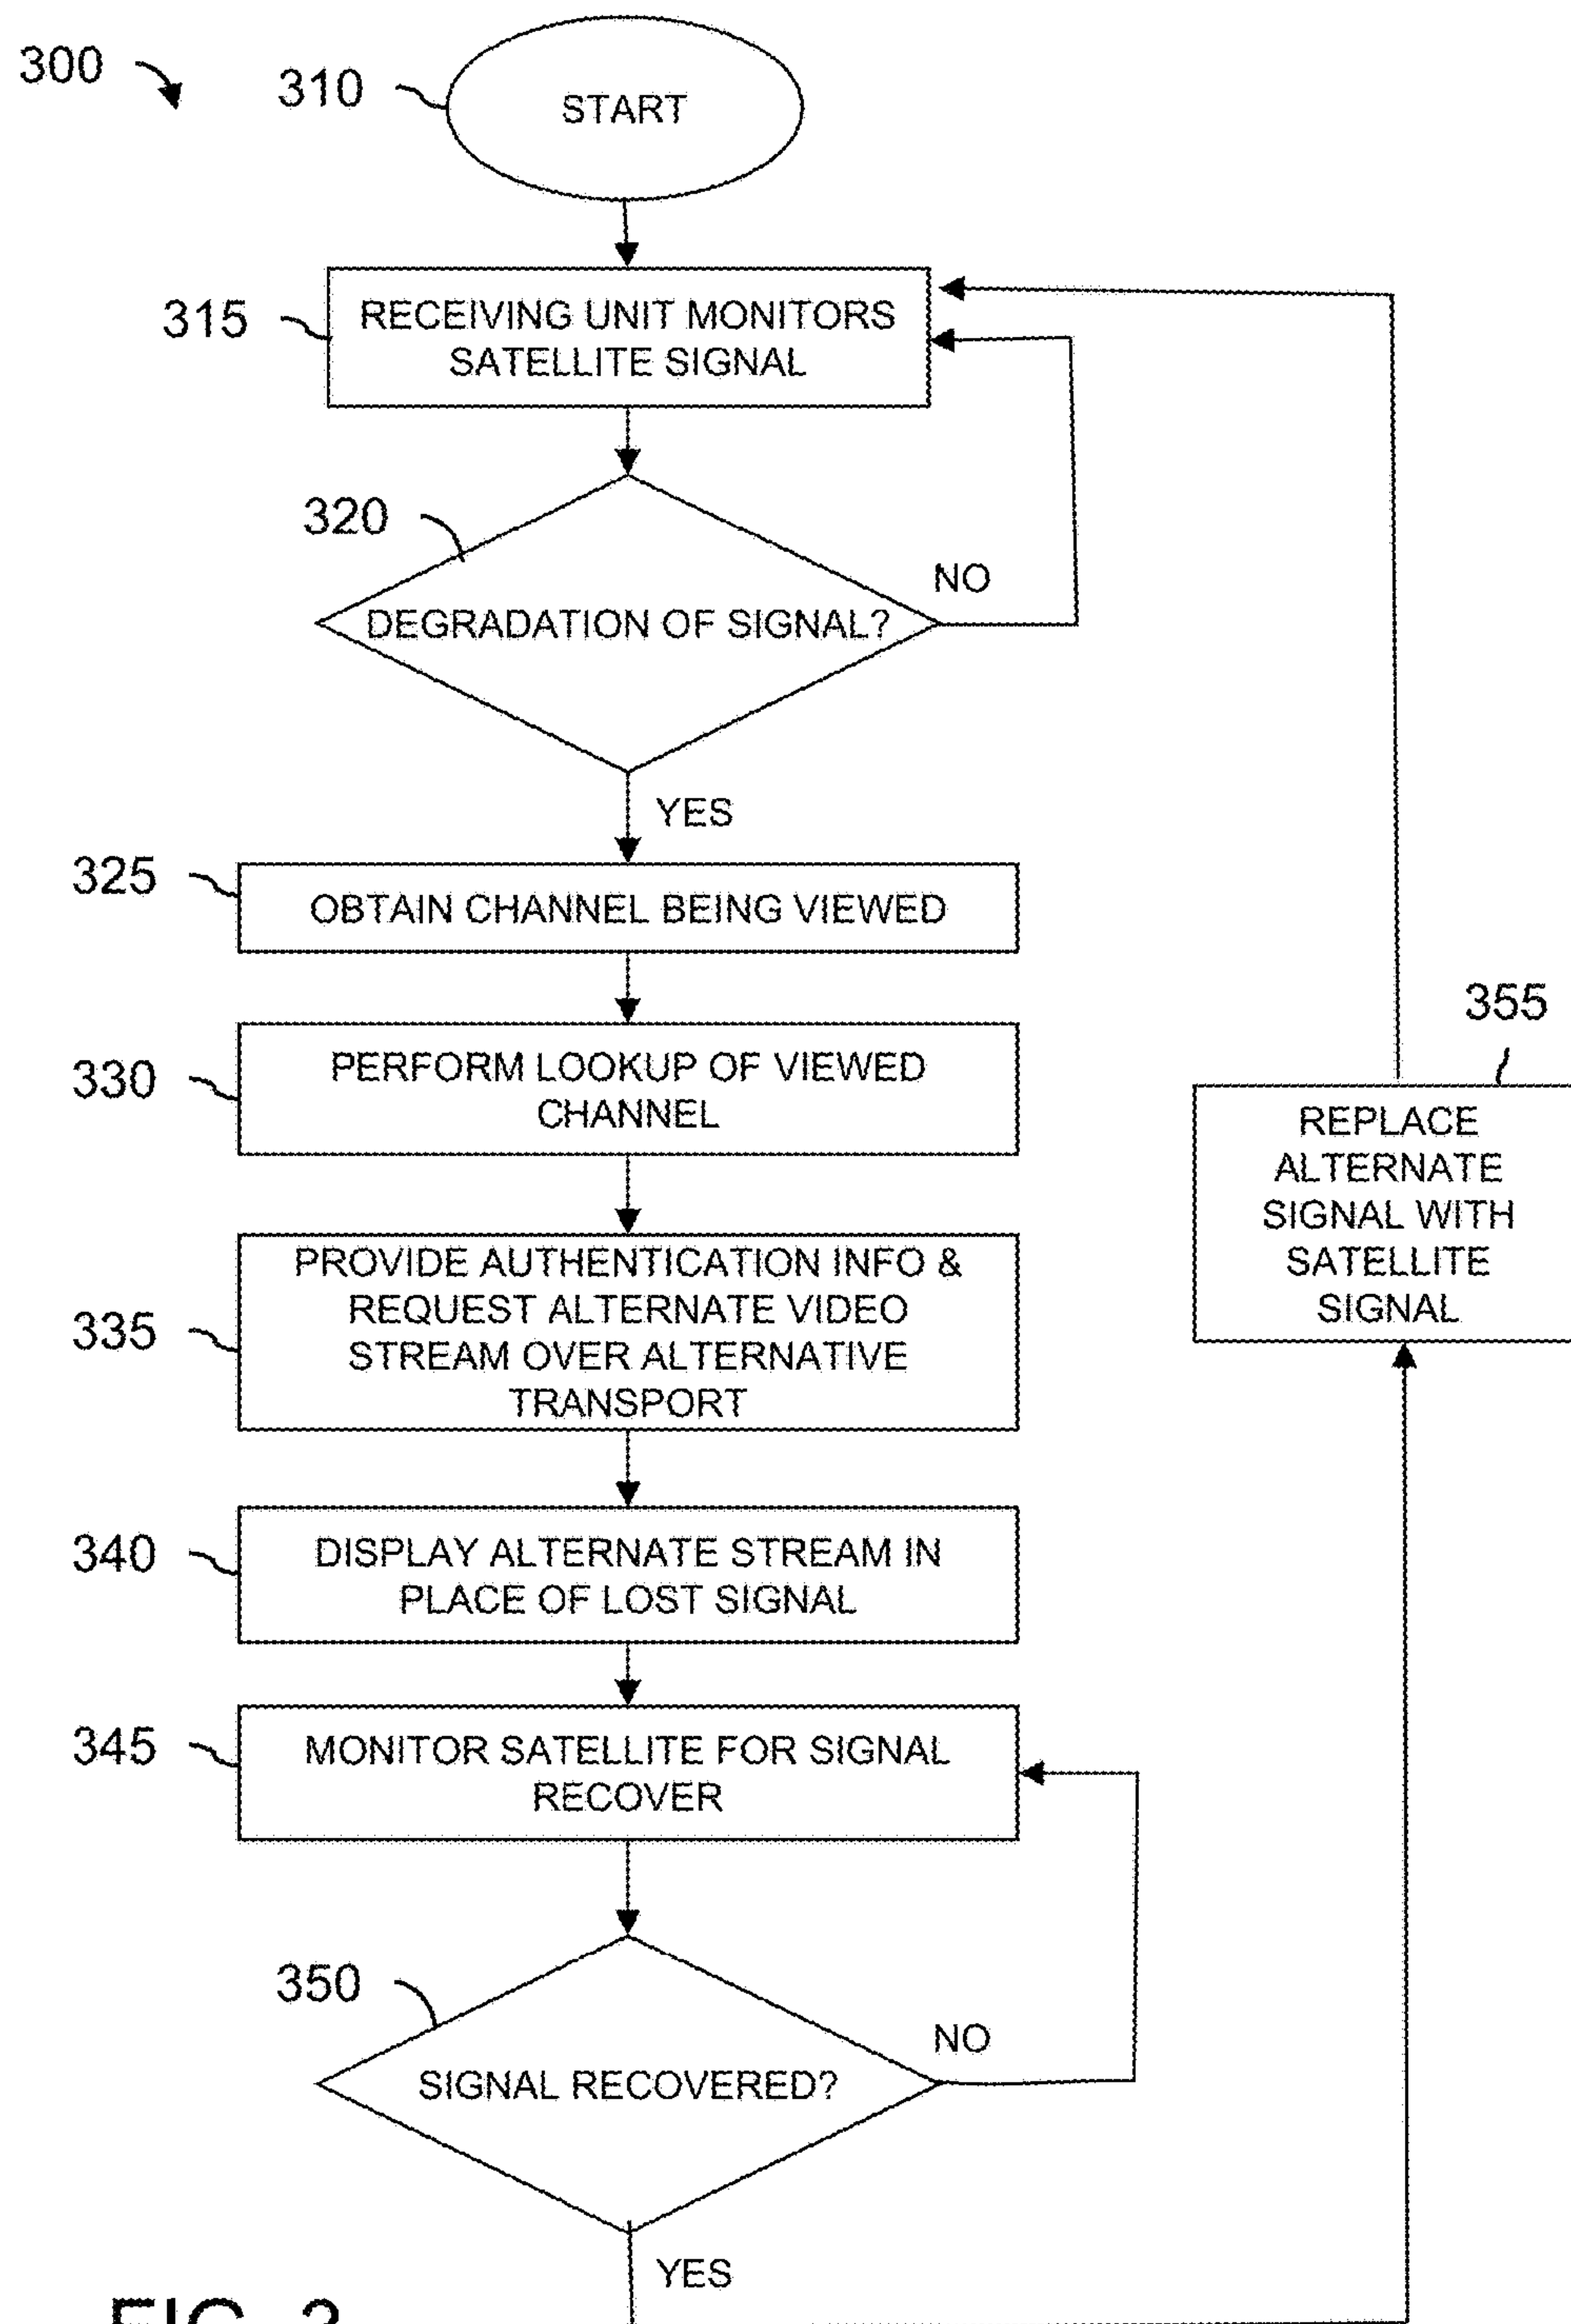 300
310
START
315
RECEIVING UNIT MONITORS
SATELLITE SIGNAL
320
DEGRADATION OF SIGNAL?
NO
YES
325
OBTAIN CHANNEL BEING VIEWED
330
PERFORM LOOKUP OF VIEWED
CHANNEL
335
PROVIDE AUTHENTICATION INFO &
REQUEST ALTERNATE VIDEO
STREAM OVER ALTERNATIVE
TRANSPORT
340
DISPLAY ALTERNATE STREAM IN
PLACE OF LOST SIGNAL
345
MONITOR SATELLITE FOR SIGNAL
RECOVER
350
SIGNAL RECOVERED?
NO
YES
355
REPLACE
ALTERNATE
SIGNAL WITH
SATELLITE
SIGNAL
FIG.